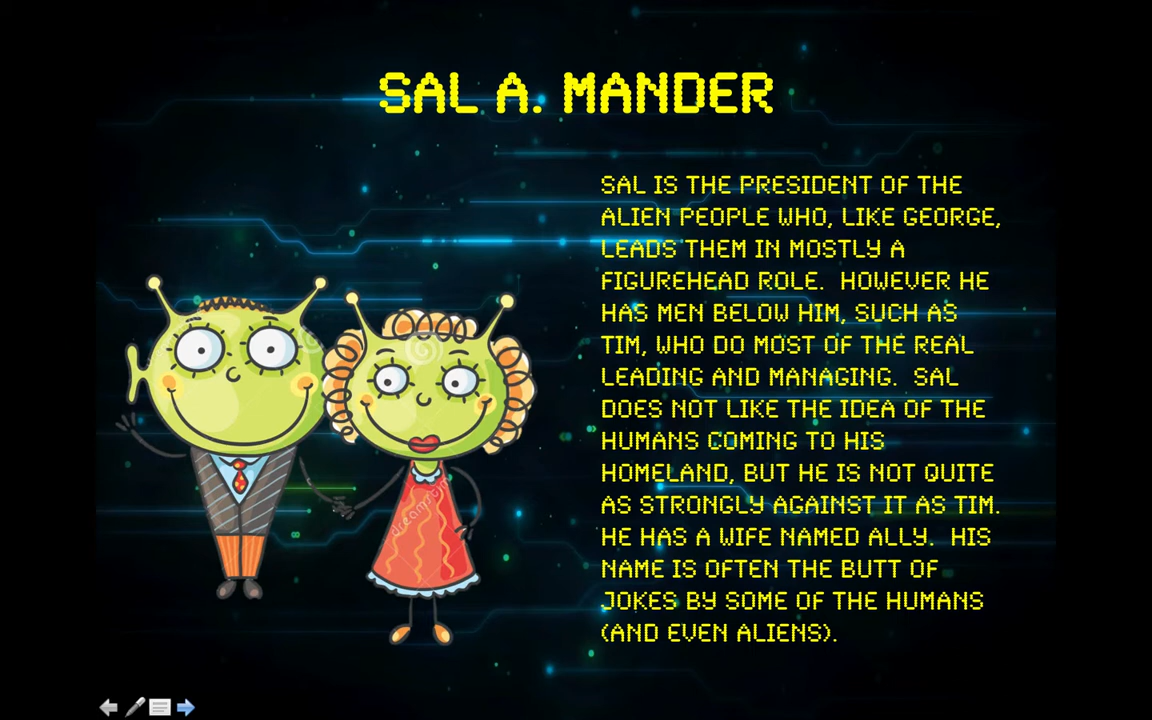 SAL A. MANDER
SAL IS THE PRESIDENT OF THE
ALIEN PEOPLE WHO, LIKE GEORGE,
LEADS THEM IN MOSTLY A
FIGUREHEAD ROLE.  HOWEVER HE
HAS MEN BELOW HIM, SUCH AS
TIM, WHO DO MOST OF THE REAL
LEADING AND MANAGING.  SAL
DOES NOT LIKE THE IDEA OF THE
HUMANS COMING TO HIS
HOMELAND, BUT HE IS NOT QUITE
AS STRONGLY AGAINST IT AS TIM.
HE HAS A WIFE NAMED ALLY.  HIS
NAME IS OFTEN THE BUTT OF
JOKES BY SOME OF THE HUMANS
(AND EVEN ALIENS).